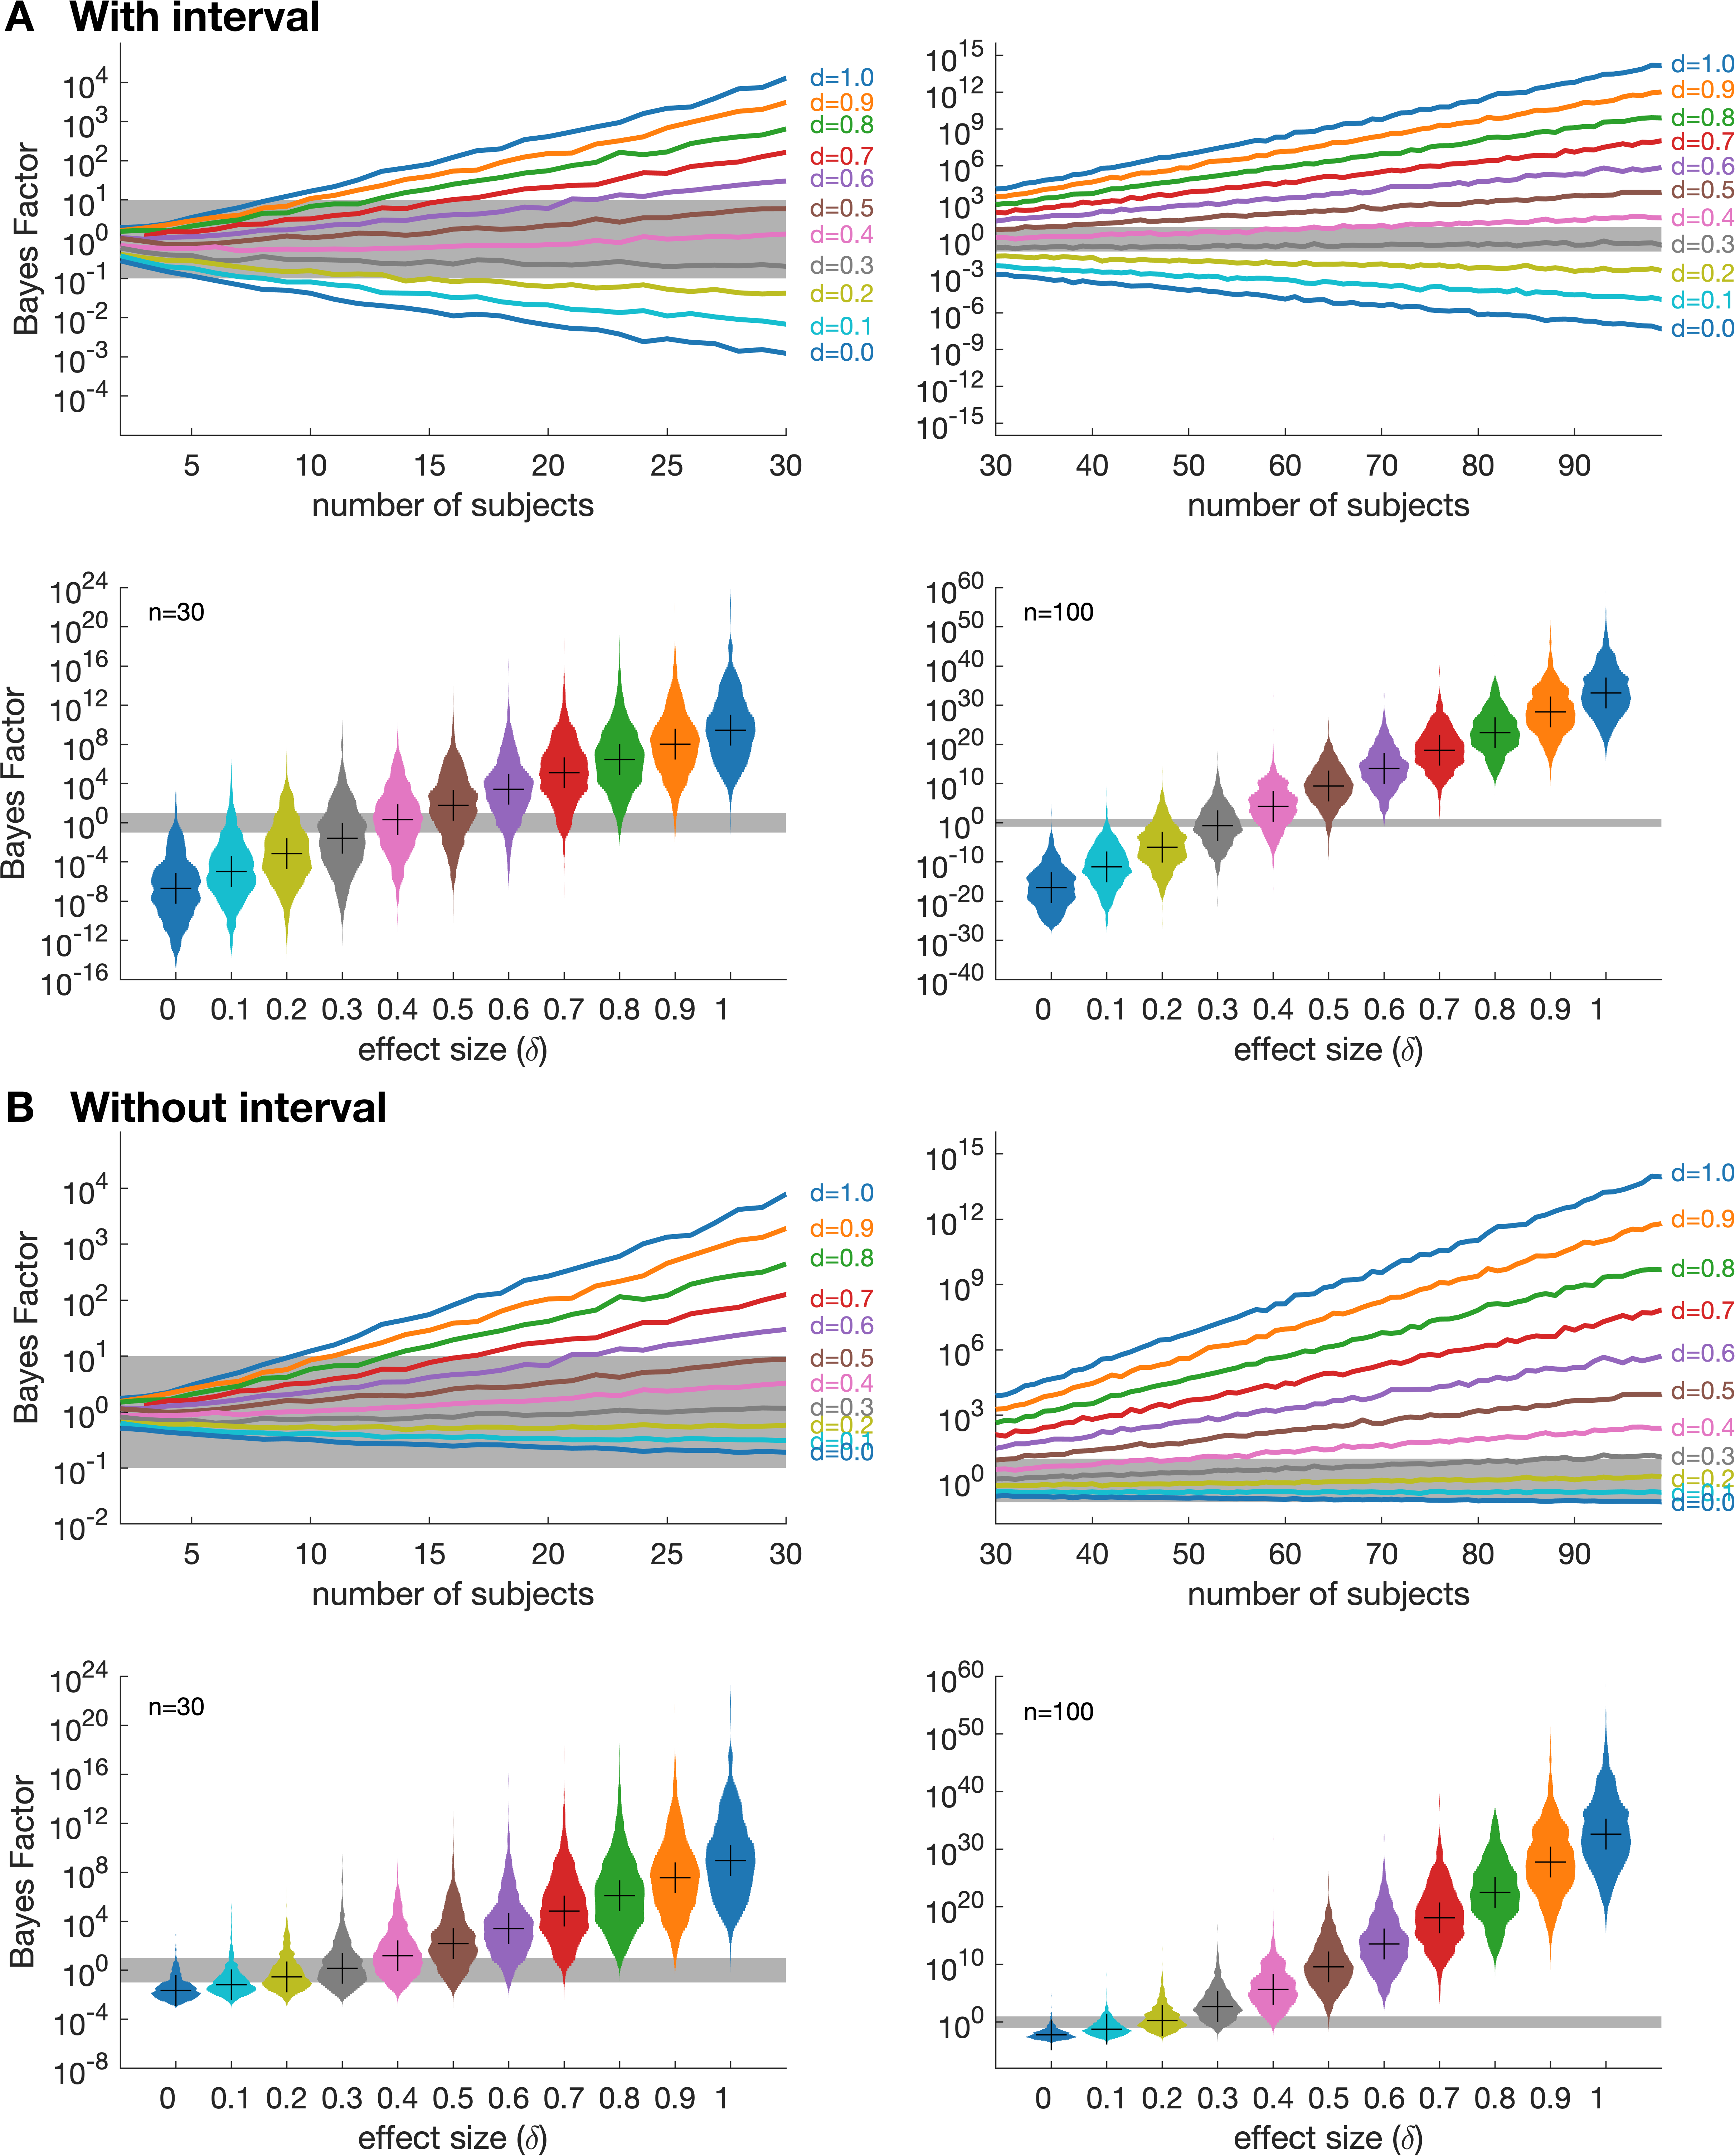 A With interval
Bayes Factor
10^4
10^3
10^2
10^1
10^0
10^-1
10^-2
10^-3
10^-4
d=1.0
d=0.9
d=0.8
d=0.7
d=0.6
d=0.5
d=0.4
d=0.3
d=0.2
d=0.1
d=0.0
5 10 15 20 25 30
number of subjects
10^15
10^12
10^9
10^6
10^3
10^0
10^-3
10^-6
10^-9
10^-12
10^-15
d=1.0
d=0.9
d=0.8
d=0.7
d=0.6
d=0.5
d=0.4
d=0.3
d=0.2
d=0.1
d=0.0
30 40 50 60 70 80 90
number of subjects
Bayes Factor
10^24
10^20
10^16
10^12
10^8
10^4
10^0
10^-4
10^-8
10^-12
10^-16
n=30
0 0.1 0.2 0.3 0.4 0.5 0.6 0.7 0.8 0.9 1
effect size (δ)
10^60
10^50
10^40
10^30
10^20
10^10
10^0
10^-10
10^-20
10^-30
10^-40
n=100
0 0.1 0.2 0.3 0.4 0.5 0.6 0.7 0.8 0.9 1
effect size (δ)
B Without interval
Bayes Factor
10^4
10^3
10^2
10^1
10^0
10^-1
10^-2
d=1.0
d=0.9
d=0.8
d=0.7
d=0.6
d=0.5
d=0.4
d=0.3
d=0.2
d=0.1
d=0.0
5 10 15 20 25 30
number of subjects
10^15
10^12
10^9
10^6
10^3
10^0
d=1.0
d=0.9
d=0.8
d=0.7
d=0.6
d=0.5
d=0.4
d=0.3
d=0.2
d=0.1
d=0.0
30 40 50 60 70 80 90
number of subjects
Bayes Factor
10^24
10^20
10^16
10^12
10^8
10^4
10^0
10^-4
10^-8
n=30
0 0.1 0.2 0.3 0.4 0.5 0.6 0.7 0.8 0.9 1
effect size (δ)
10^60
10^50
10^40
10^30
10^20
10^10
10^0
n=100
0 0.1 0.2 0.3 0.4 0.5 0.6 0.7 0.8 0.9 1
effect size (δ)